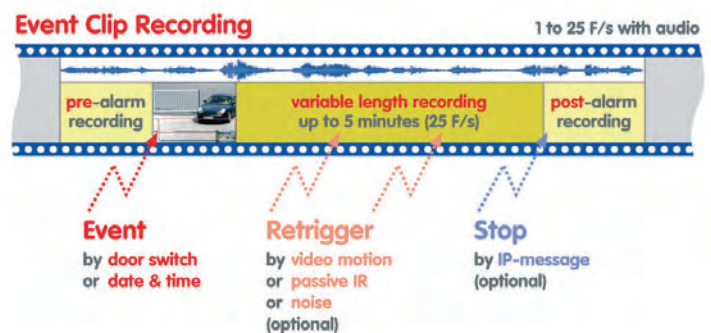 Event Clip Recording
1 to 25 F/s with audio
pre-alarm
recording
variable length recording
up to 5 minutes (25 F/s)
post-alarm
recording
Event
by door switch
or date & time
Retrigger
by video motion
or passive IR
or noise
(optional)
Stop
by IP-message
(optional)